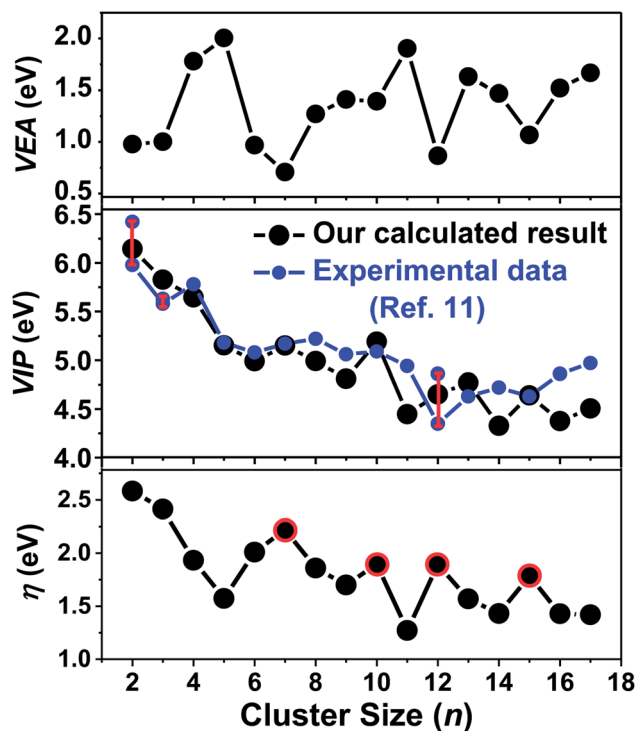 VEA (eV)
2.0
1.5
1.0
0.5
VIP (eV)
6.5
6.0
5.5
5.0
4.5
4.0
Our calculated result
Experimental data
(Ref. 11)
η (eV)
2.5
2.0
1.5
1.0
2 4 6 8 10 12 14 16 18
Cluster Size (n)